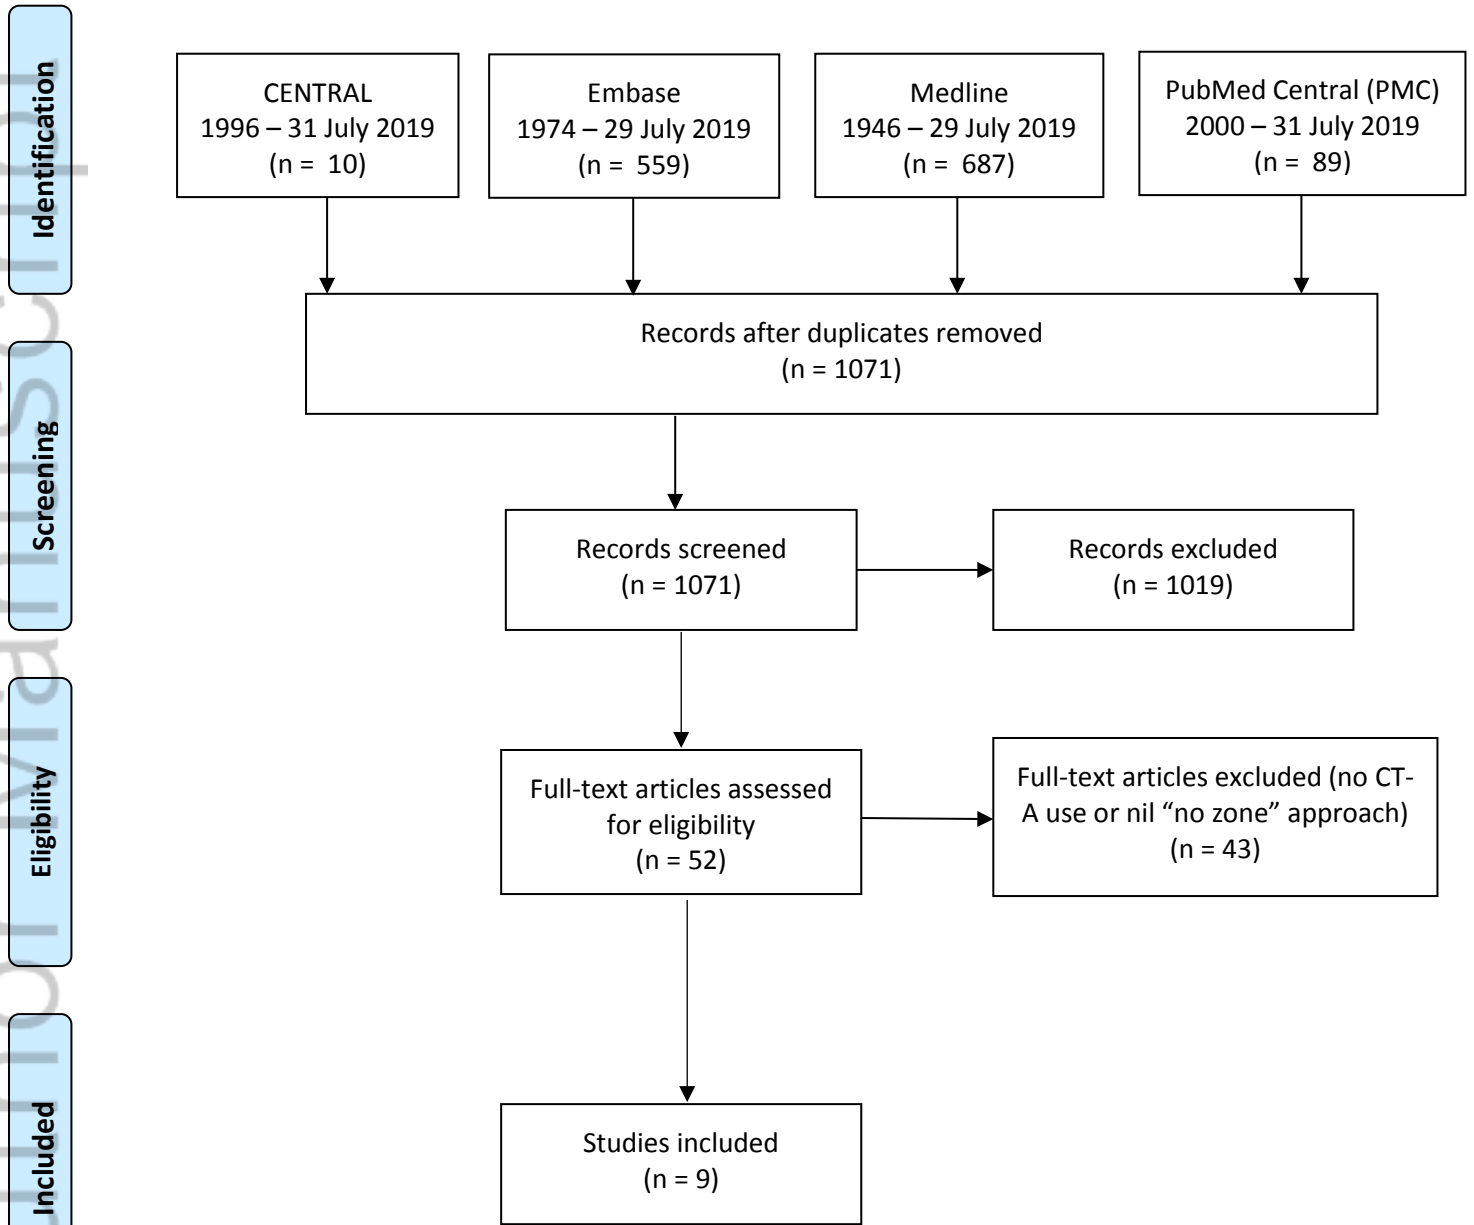 Identification
CENTRAL
1996 – 31 July 2019
(n = 10)
Embase
1974 – 29 July 2019
(n = 559)
Medline
1946 – 29 July 2019
(n = 687)
PubMed Central (PMC)
2000 – 31 July 2019
(n = 89)
Records after duplicates removed
(n = 1071)
Screening
Records screened
(n = 1071)
Records excluded
(n = 1019)
Eligibility
Full-text articles assessed
for eligibility
(n = 52)
Full-text articles excluded (no CT-
A use or nil “no zone” approach)
(n = 43)
Included
Studies included
(n = 9)